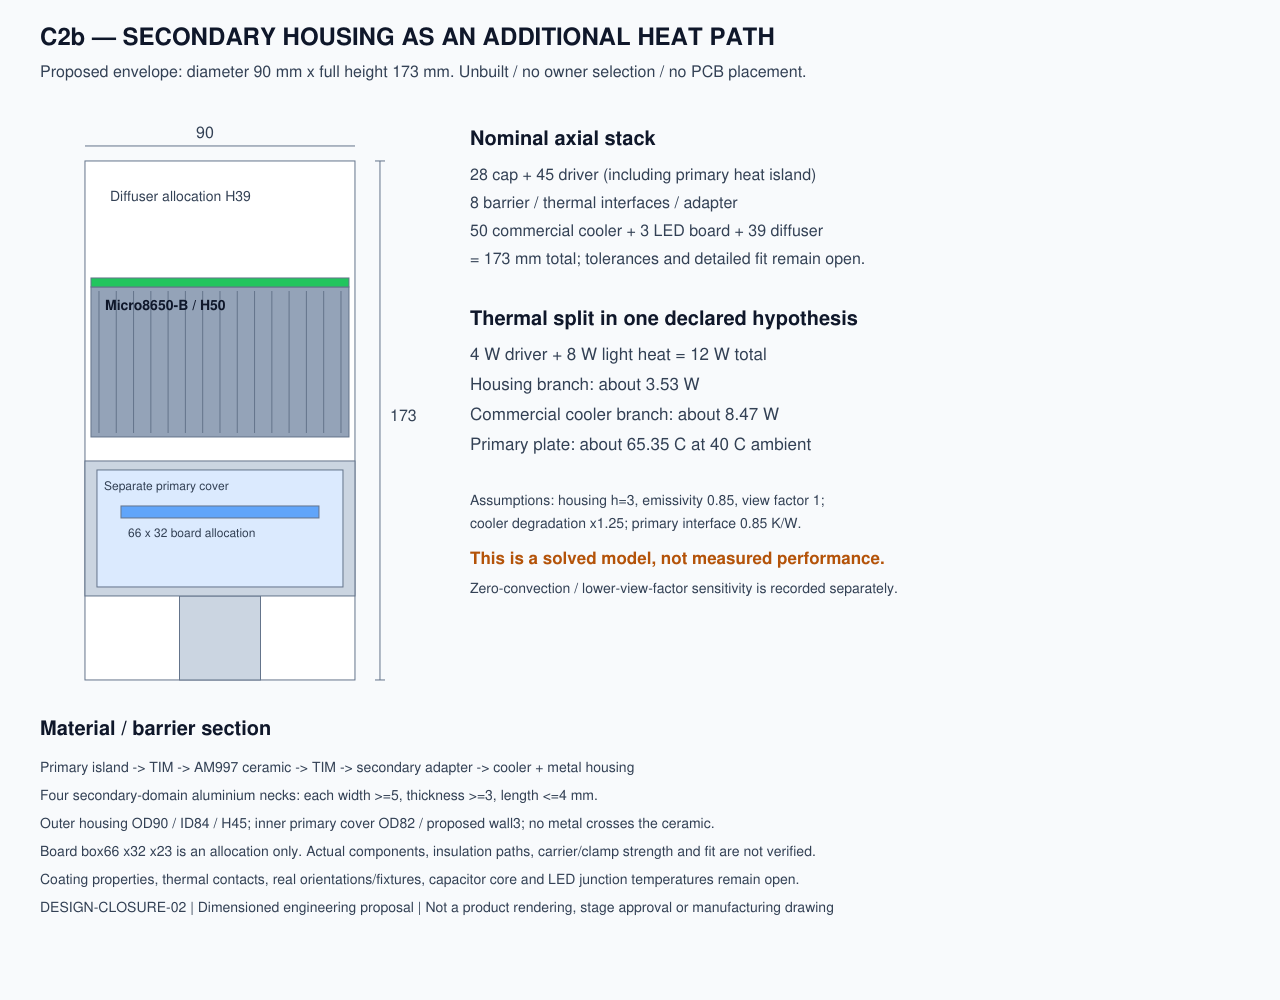 C2b — SECONDARY HOUSING AS AN ADDITIONAL HEAT PATH
Proposed envelope: diameter 90 mm x full height 173 mm. Unbuilt / no owner selection / no PCB placement.
90
Diffuser allocation H39
Micro8650-B / H50
173
Separate primary cover
66 x 32 board allocation
Nominal axial stack
28 cap + 45 driver (including primary heat island)
8 barrier / thermal interfaces / adapter
50 commercial cooler + 3 LED board + 39 diffuser
= 173 mm total; tolerances and detailed fit remain open.
Thermal split in one declared hypothesis
4 W driver + 8 W light heat = 12 W total
Housing branch: about 3.53 W
Commercial cooler branch: about 8.47 W
Primary plate: about 65.35 C at 40 C ambient
Assumptions: housing h=3, emissivity 0.85, view factor 1;
cooler degradation x1.25; primary interface 0.85 K/W.
This is a solved model, not measured performance.
Zero-convection / lower-view-factor sensitivity is recorded separately.
Material / barrier section
Primary island -> TIM -> AM997 ceramic -> TIM -> secondary adapter -> cooler + metal housing
Four secondary-domain aluminium necks: each width >=5, thickness >=3, length <=4 mm.
Outer housing OD90 / ID84 / H45; inner primary cover OD82 / proposed wall3; no metal crosses the ceramic.
Board box66 x32 x23 is an allocation only. Actual components, insulation paths, carrier/clamp strength and fit are not verified.
Coating properties, thermal contacts, real orientations/fixtures, capacitor core and LED junction temperatures remain open.
DESIGN-CLOSURE-02 | Dimensioned engineering proposal | Not a product rendering, stage approval or manufacturing drawing